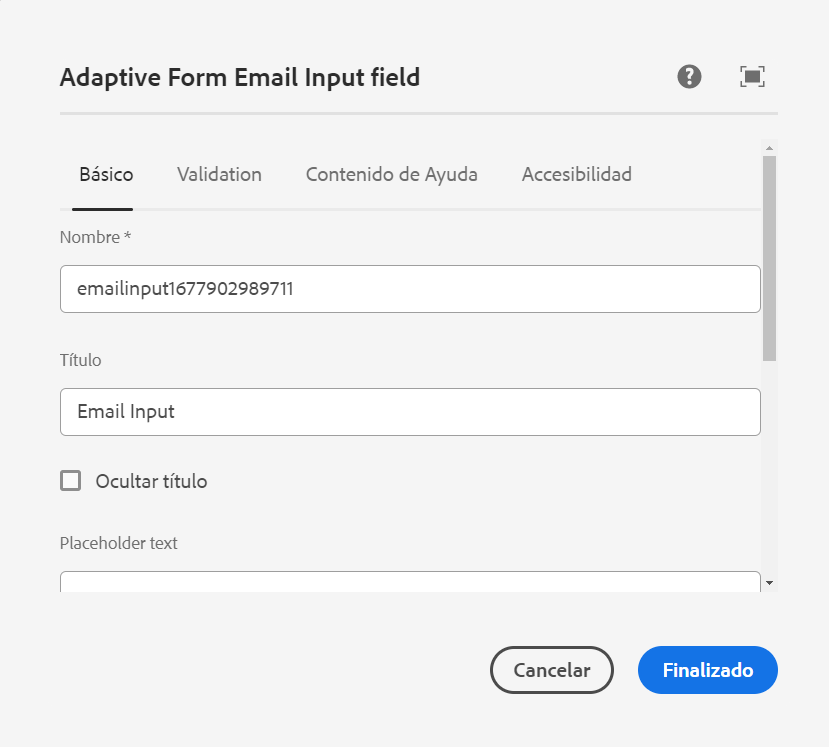 Adaptive Form Email Input field
Básico Validation Contenido de Ayuda Accesibilidad
Nombre *
emailinput1677902989711
Título
Email Input
Ocultar título
Placeholder text
Cancelar Finalizado